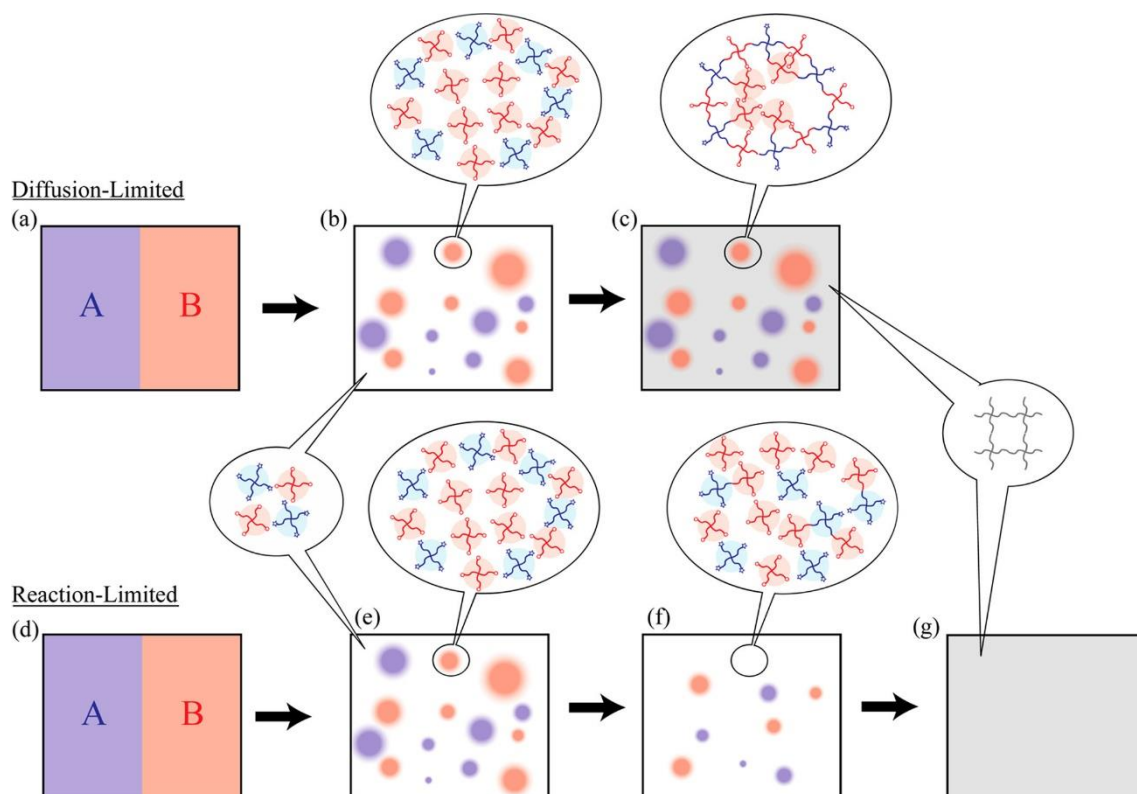 Diffusion-Limited
(a)
(b)
(c)
A
B
Reaction-Limited
(d)
(e)
(f)
(g)
A
B